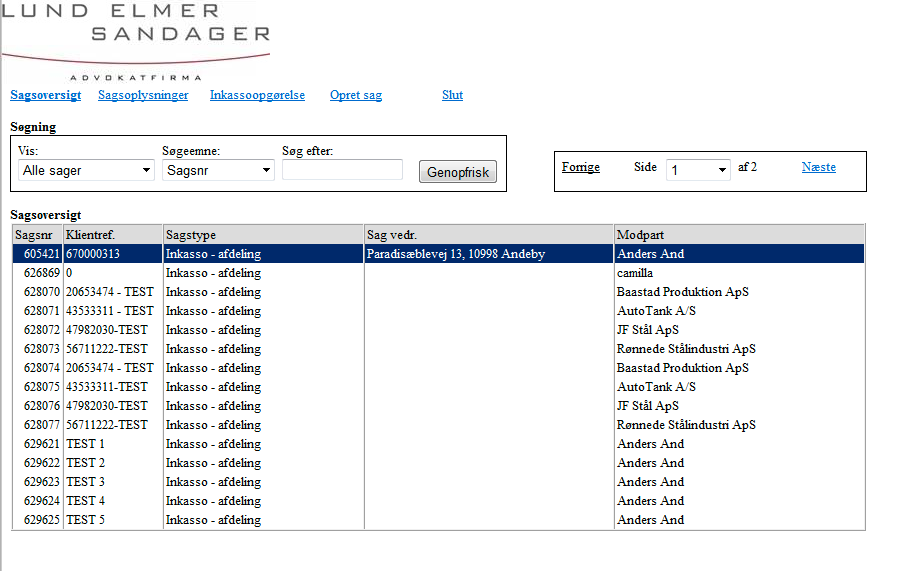 LUND ELMER
SANDAGER
ADVOKATFIRMA
Sagsoversigt Sagsoplysninger Inkassoopgørelse Opret sag Slut
Søgning
Vis: Søgeemne: Søg efter:
Alle sager Sagsnr Genopfrisk
Forrige Side 1 af 2 Næste
Sagsoversigt
Sagsnr Klientref. Sagstype Sag vedr. Modpart
605421 670000313 Inkasso - afdeling Paradisæblevej 13, 10998 Andeby Anders And
626869 0 Inkasso - afdeling camilla
628070 20653474 - TEST Inkasso - afdeling Baastad Produktion ApS
628071 43533311 - TEST Inkasso - afdeling AutoTank A/S
628072 47982030-TEST Inkasso - afdeling JF Stål ApS
628073 56711222-TEST Inkasso - afdeling Rønnede Stålindustri ApS
628074 20653474 - TEST Inkasso - afdeling Baastad Produktion ApS
628075 43533311-TEST Inkasso - afdeling AutoTank A/S
628076 47982030-TEST Inkasso - afdeling JF Stål ApS
628077 56711222-TEST Inkasso - afdeling Rønnede Stålindustri ApS
629621 TEST 1 Inkasso - afdeling Anders And
629622 TEST 2 Inkasso - afdeling Anders And
629623 TEST 3 Inkasso - afdeling Anders And
629624 TEST 4 Inkasso - afdeling Anders And
629625 TEST 5 Inkasso - afdeling Anders And